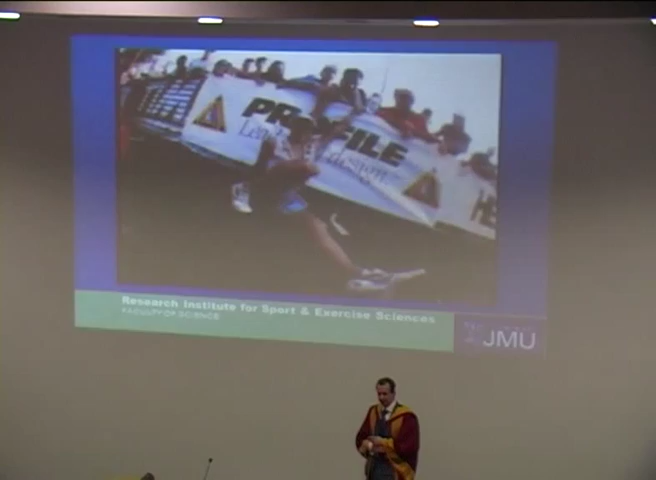 PROFILE
Research Institute for Sport & Exercise Sciences
FACULTY OF SCIENCE
JMU